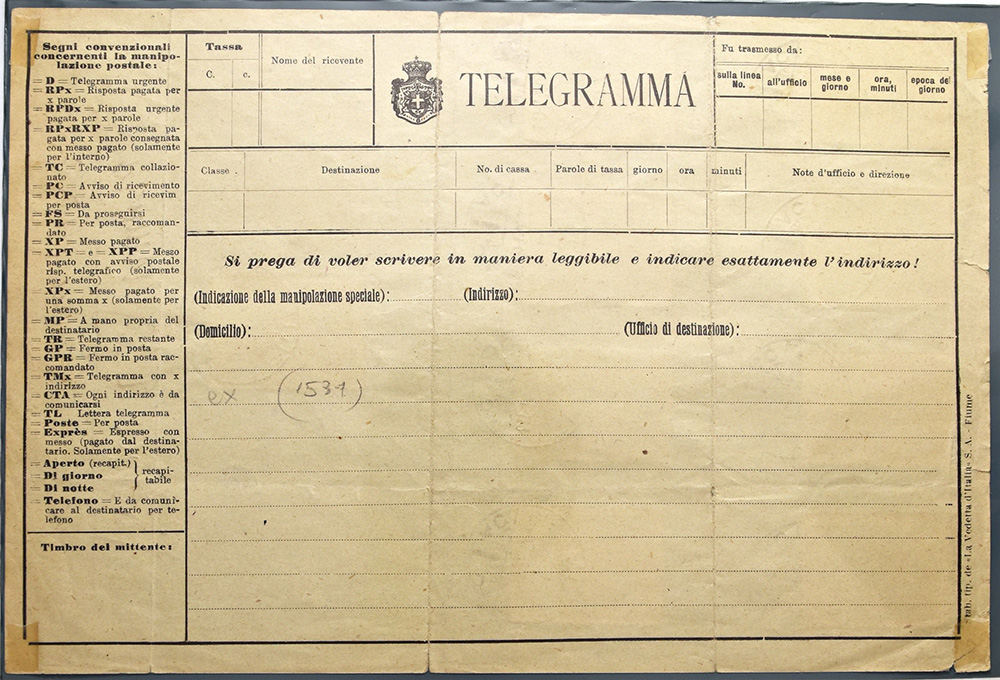 Segni convenzionali
concernenti la manipo-
lazione postale:
= D = Telegramma urgente
= RPx = Risposta pagata per
x parole
= RPDx = Risposta urgente
pagata per x parole
= RPxRXP = Risposta pa-
gata per x parole consegnata
con messo pagato (solamente
per l'interno)
= TC = Telegramma collazio-
nato
= PC = Avviso di ricevimento
= PCP = Avviso di ricevim
per posta
= FS = Da proseguirsi
= PR = Per posta, raccoman-
dato
= XP = Messo pagato
= XPT = e = XPP = Messo
pagato con avviso postale
risp. telegrafico (solamente
per l'estero)
= XPx = Messo pagato per
una somma x (solamente per
l'estero)
= MP = A mano propria del
destinatario
= TR = Telegramma restante
= GP = Fermo in posta
= GPR = Fermo in posta rac-
comandato
= TMx = Telegramma con x
indirizzo
= CTA = Ogni indirizzo è da
comunicarsi
= TL Lettera telegramma
= Poste = Per posta
= Exprès = Espresso con
messo (pagato dal destina-
tario. Solamente per l'estero)
= Aperto (recapit.)
= Di giorno
= Di notte
recapi-
tabile
= Telefono = E da comuni-
care al destinatario per te-
lefono
Timbro del mittente:
Tassa
C. c.
Nome del ricevente
TELEGRAMMA
Fu trasmesso da:
sulla linea No. all'ufficio mese e giorno ora, minuti epoca del giorno
Classe. Destinazione No. di cassa Parole di tassa giorno ora minuti Note d'ufficio e direzione
Si prega di voler scrivere in maniera leggibile e indicare esattamente l'indirizzo!
(Indicazione della manipolazione speciale): (Indirizzo):
(Domicilio): (Ufficio di destinazione):
ex (1531)
tab. tip. de «La Vedetta d'Italia» S. A. - Fiume